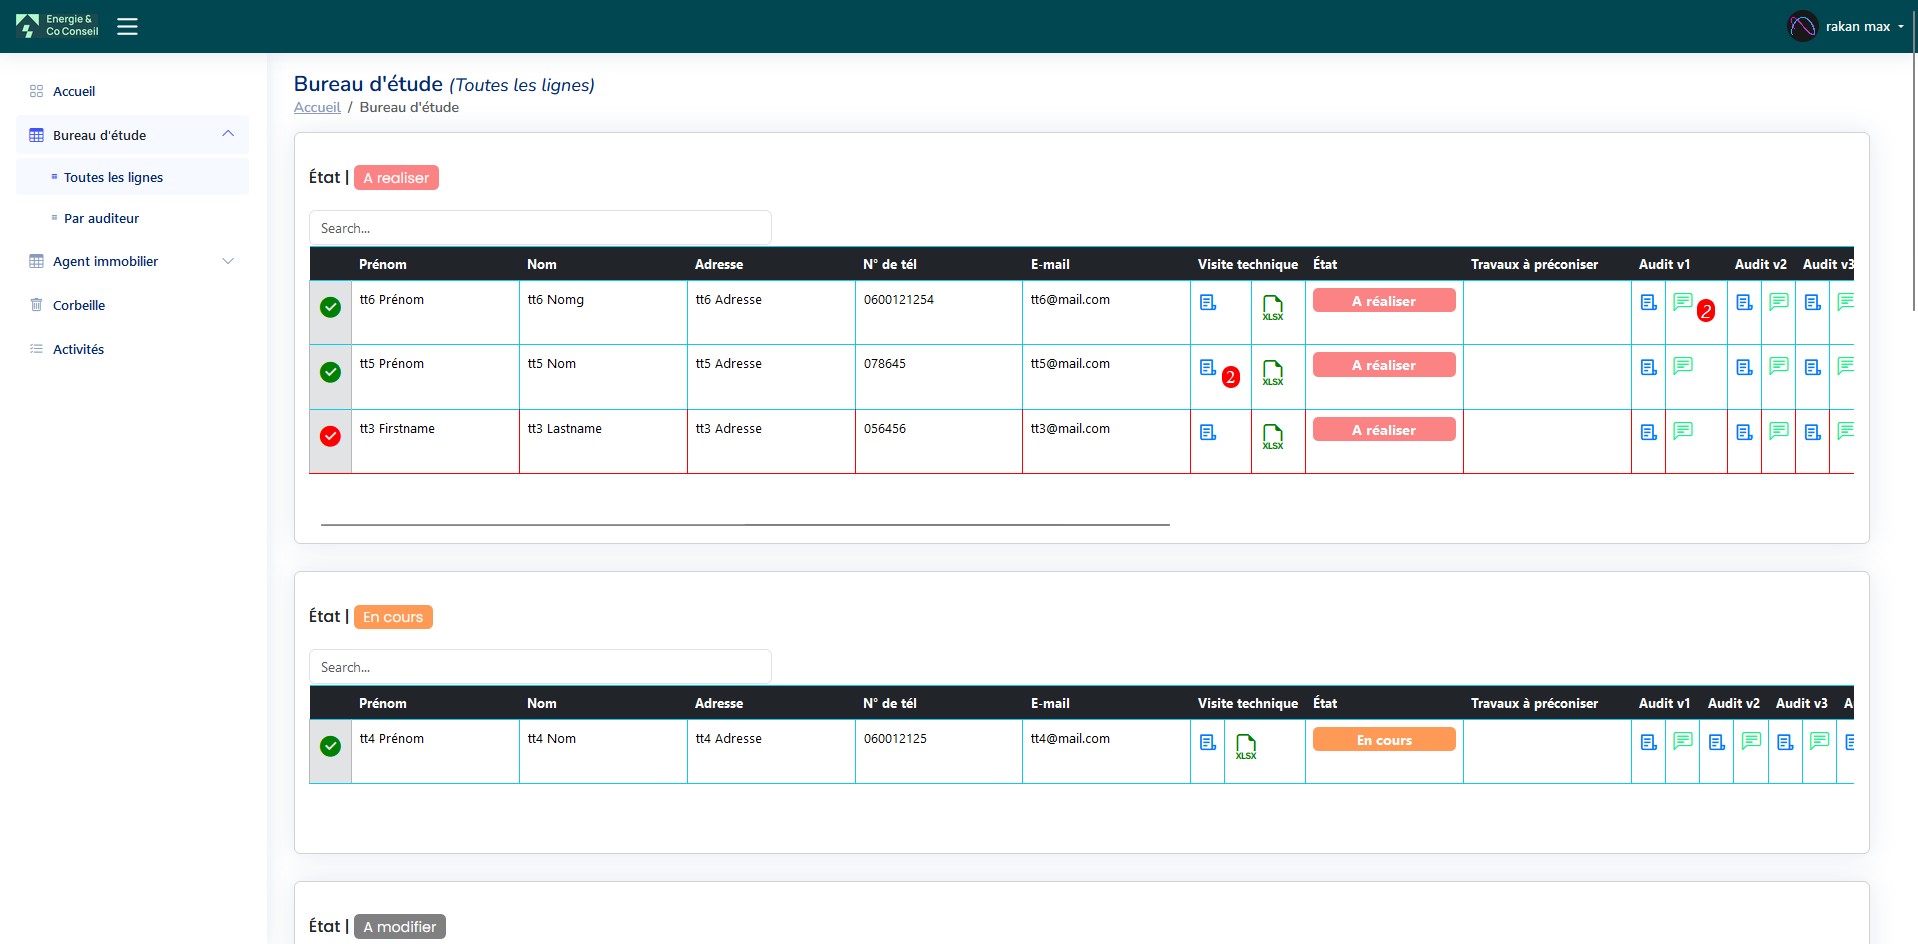 Energie &
Co Conseil
rakan max
Accueil
Bureau d'étude
Toutes les lignes
Par auditeur
Agent immobilier
Corbeille
Activités
Bureau d'étude (Toutes les lignes)
Accueil / Bureau d'étude
État | A realiser
Search...
Prénom Nom Adresse N° de tél E-mail Visite technique État Travaux à préconiser Audit v1 Audit v2 Audit v3
tt6 Prénom tt6 Nomg tt6 Adresse 0600121254 tt6@mail.com XLSX A réaliser 2
tt5 Prénom tt5 Nom tt5 Adresse 078645 tt5@mail.com 2 XLSX A réaliser
tt3 Firstname tt3 Lastname tt3 Adresse 056456 tt3@mail.com XLSX A réaliser
État | En cours
Search...
Prénom Nom Adresse N° de tél E-mail Visite technique État Travaux à préconiser Audit v1 Audit v2 Audit v3 A
tt4 Prénom tt4 Nom tt4 Adresse 060012125 tt4@mail.com XLSX En cours
État | A modifier